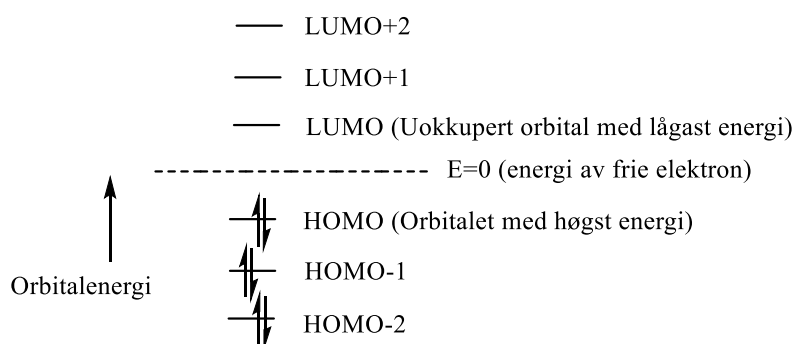 LUMO+2
LUMO+1
LUMO (Uokkupert orbital med lågast energi)
E=0 (energi av frie elektron)
HOMO (Orbitalet med høgst energi)
HOMO-1
Orbitalenergi
HOMO-2